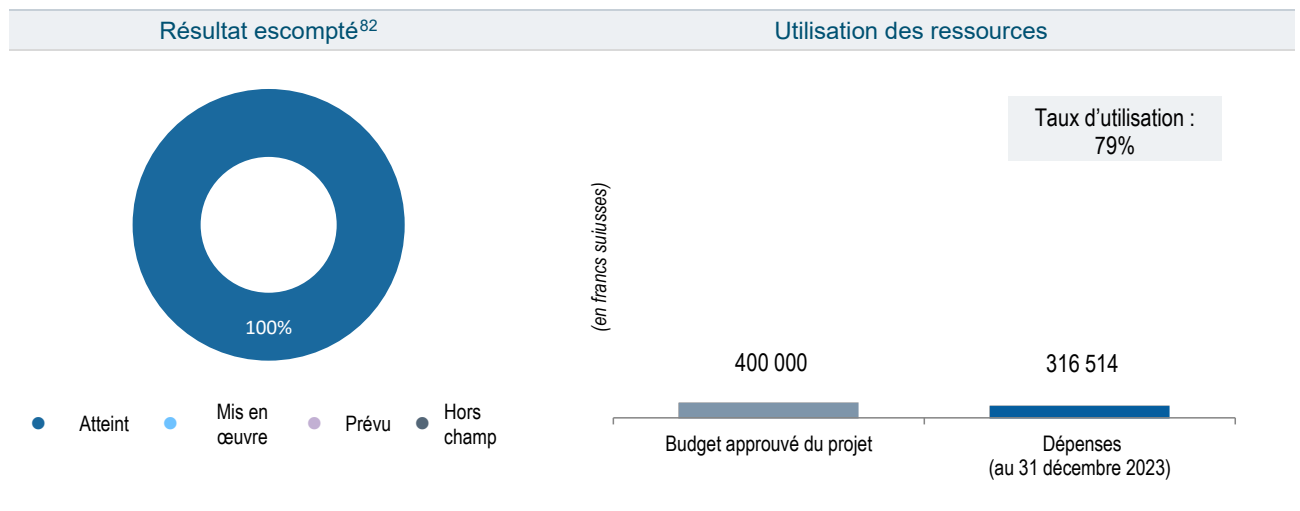 Résultat escompté82
Utilisation des ressources
Taux d'utilisation :
79%
(en francs suiusses)
100%
400 000
316 514
Atteint
Mis en
œuvre
Prévu
Hors
champ
Budget approuvé du projet
Dépenses
(au 31 décembre 2023)